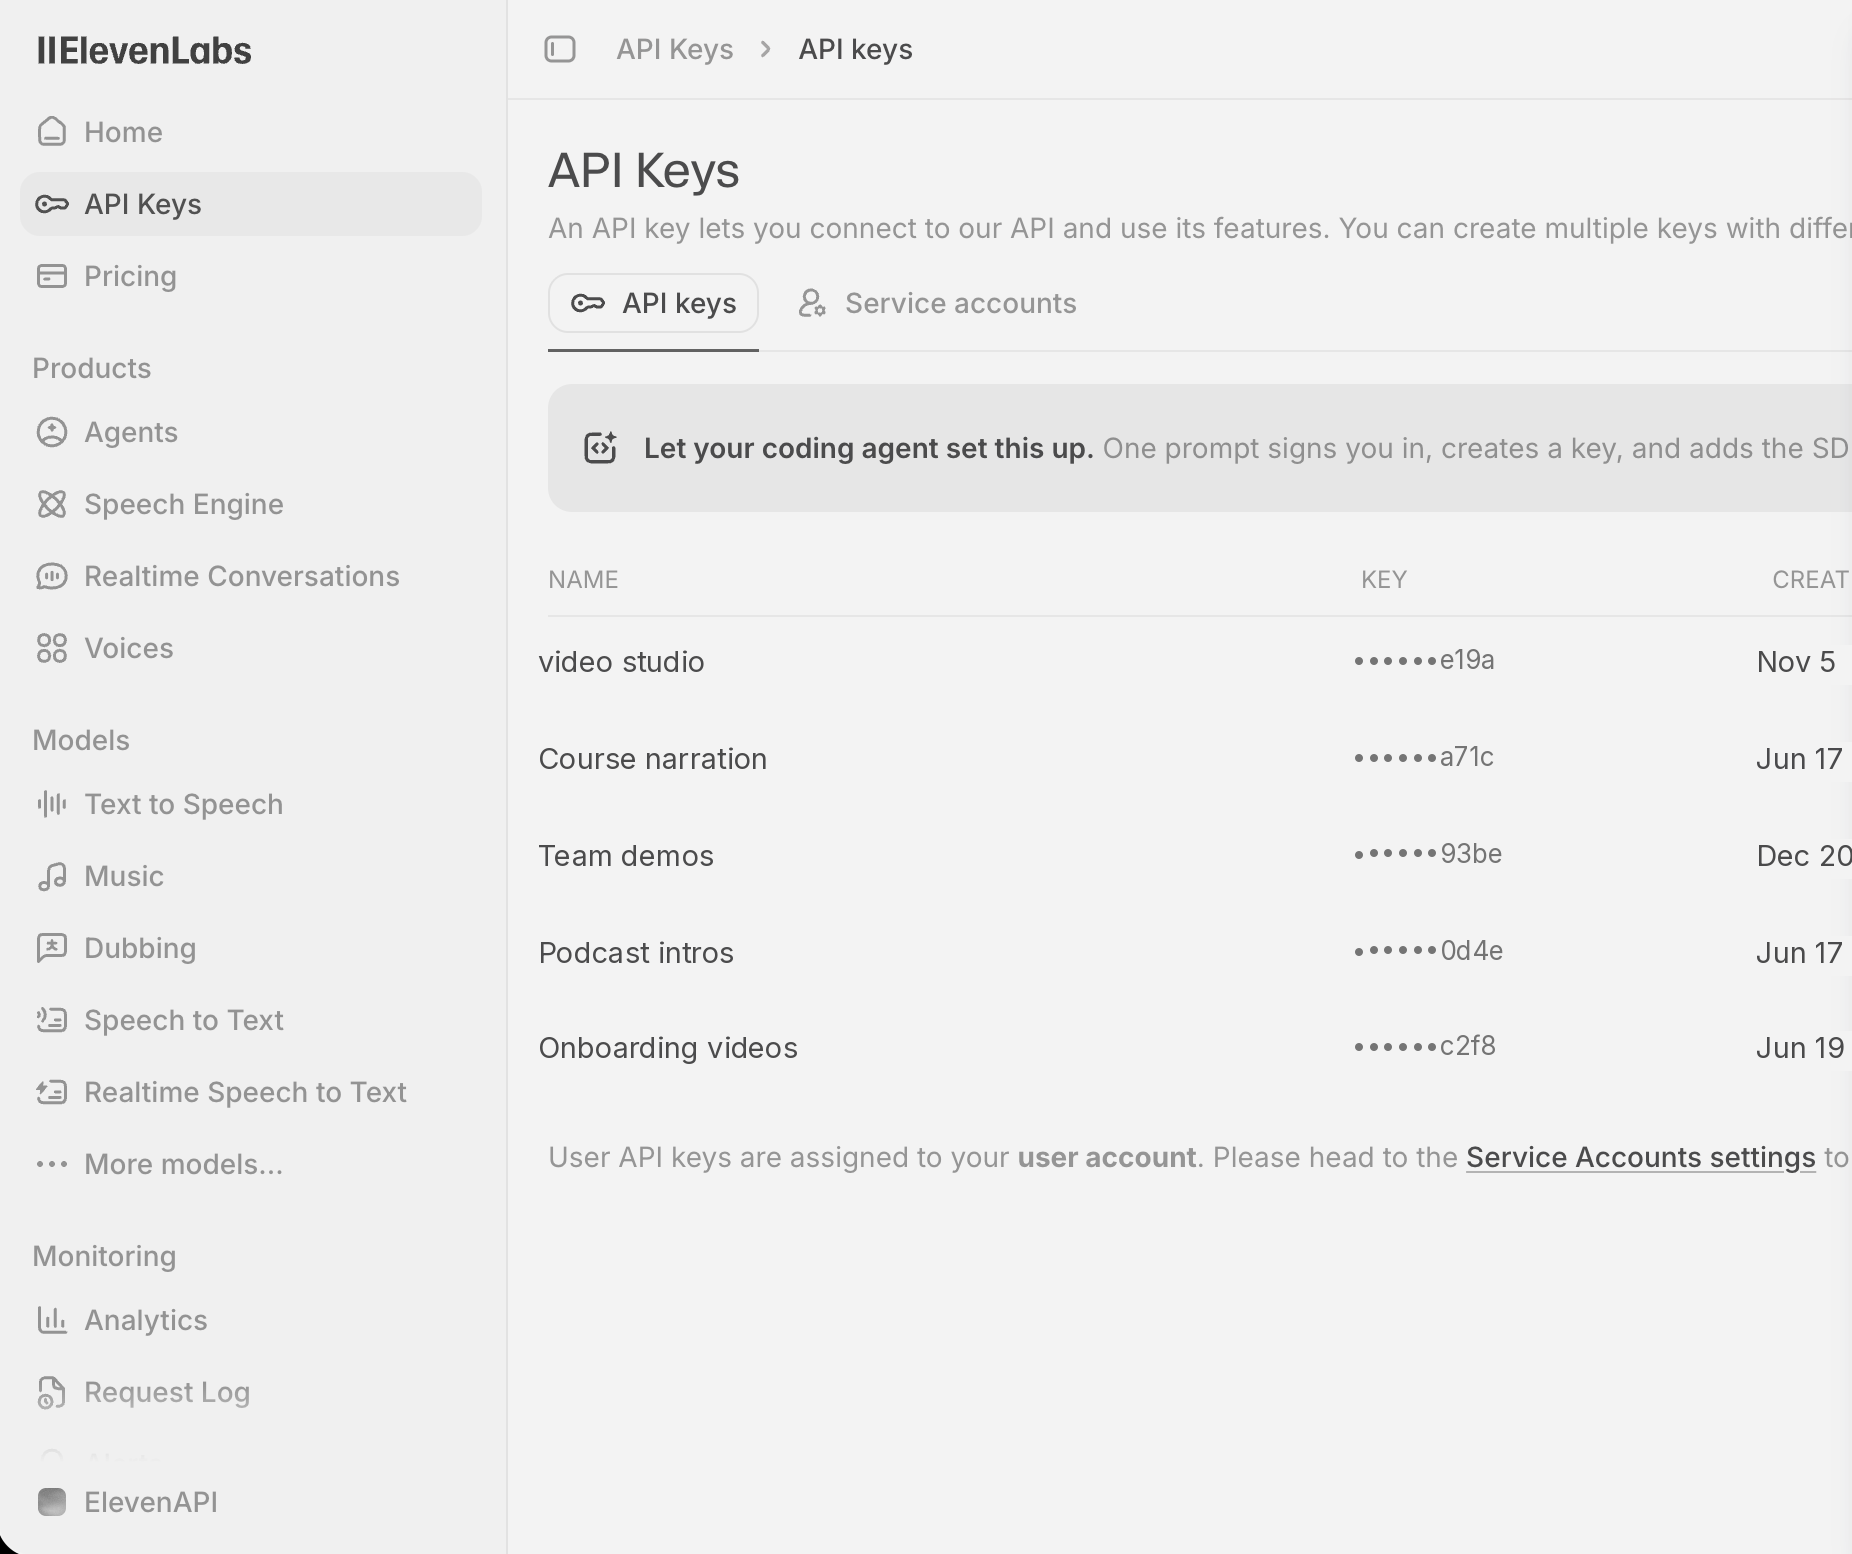 IIElevenLabs
Home
API Keys
Pricing
Products
Agents
Speech Engine
Realtime Conversations
Voices
Models
Text to Speech
Music
Dubbing
Speech to Text
Realtime Speech to Text
More models...
Monitoring
Analytics
Request Log
ElevenAPI
API Keys > API keys
API Keys
An API key lets you connect to our API and use its features. You can create multiple keys with differ
API keys Service accounts
Let your coding agent set this up. One prompt signs you in, creates a key, and adds the SD
NAME KEY CREAT
video studio ••••••e19a Nov 5
Course narration ••••••a71c Jun 17
Team demos ••••••93be Dec 20
Podcast intros ••••••0d4e Jun 17
Onboarding videos ••••••c2f8 Jun 19
User API keys are assigned to your user account. Please head to the Service Accounts settings to